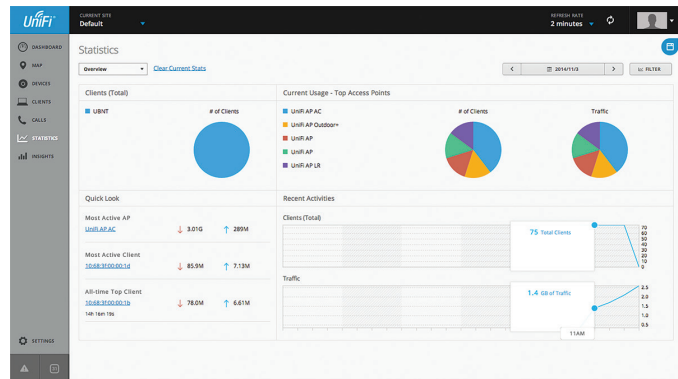 UniFi
CURRENT SITE
Default
REFRESH RATE
2 minutes
DASHBOARD
MAP
DEVICES
CLIENTS
CALLS
STATISTICS
INSIGHTS
SETTINGS
Statistics
Overview
Clear Current Stats
2014/11/3
FILTER
Clients (Total)
UBNT
# of Clients
Current Usage - Top Access Points
UniFi AP AC
UniFi AP Outdoor+
UniFi AP
UniFi AP
UniFi AP LR
# of Clients
Traffic
Quick Look
Most Active AP
UniFi AP AC
3.01G
289M
Most Active Client
10:68:3f:00:00:1d
85.9M
7.13M
All-time Top Client
10:68:3f:00:00:1b
78.0M
6.61M
14h 16m 19s
Recent Activities
Clients (Total)
75 Total Clients
70
60
50
40
30
20
10
0
Traffic
1.4 GB of Traffic
2.5
2.0
1.5
1.0
0.5
11AM